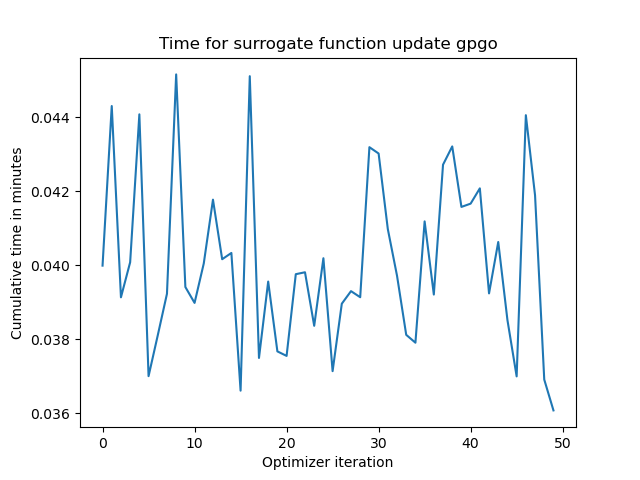 Time for surrogate function update gpgo
Cumulative time in minutes
0.044
0.042
0.040
0.038
0.036
0 10 20 30 40 50
Optimizer iteration